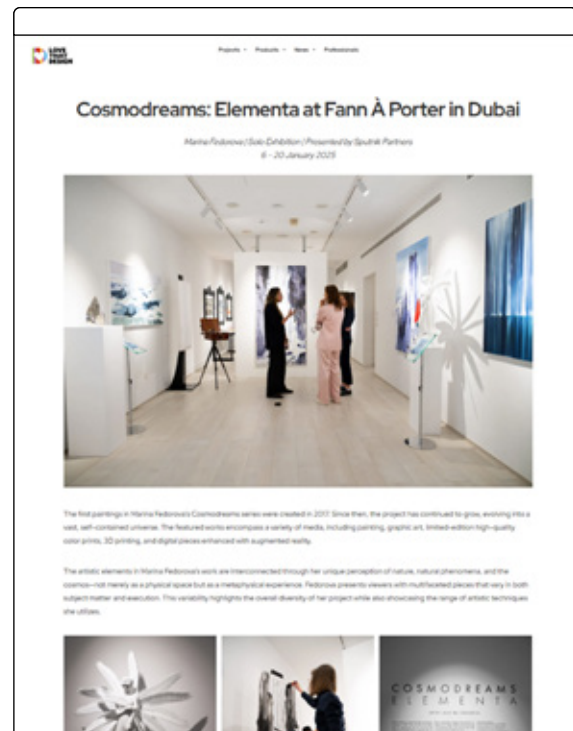 LOVE
THAT
DESIGN
Projects
Products
News
Professionals
Cosmodreams: Elementa at Fann À Porter in Dubai
Marina Fedorova | Solo Exhibition | Presented by Sputnik Partners
6 – 20 January 2025
The first paintings in Marina Fedorova's Cosmodreams series were created in 2017. Since then, the project has continued to grow, evolving into a
vast, self-contained universe. The featured works encompass a variety of media, including painting, graphic art, limited-edition high-quality
color prints, 3D printing, and digital pieces enhanced with augmented reality.
The artistic elements in Marina Fedorova's work are interconnected through her unique perception of nature, natural phenomena, and the
cosmos—not merely as a physical space but as a metaphysical experience. Fedorova presents viewers with multifaceted pieces that vary in both
subject matter and execution. This variability highlights the overall diversity of her project while also showcasing the range of artistic techniques
she utilizes.
COSMODREAMS
ELEMENTA